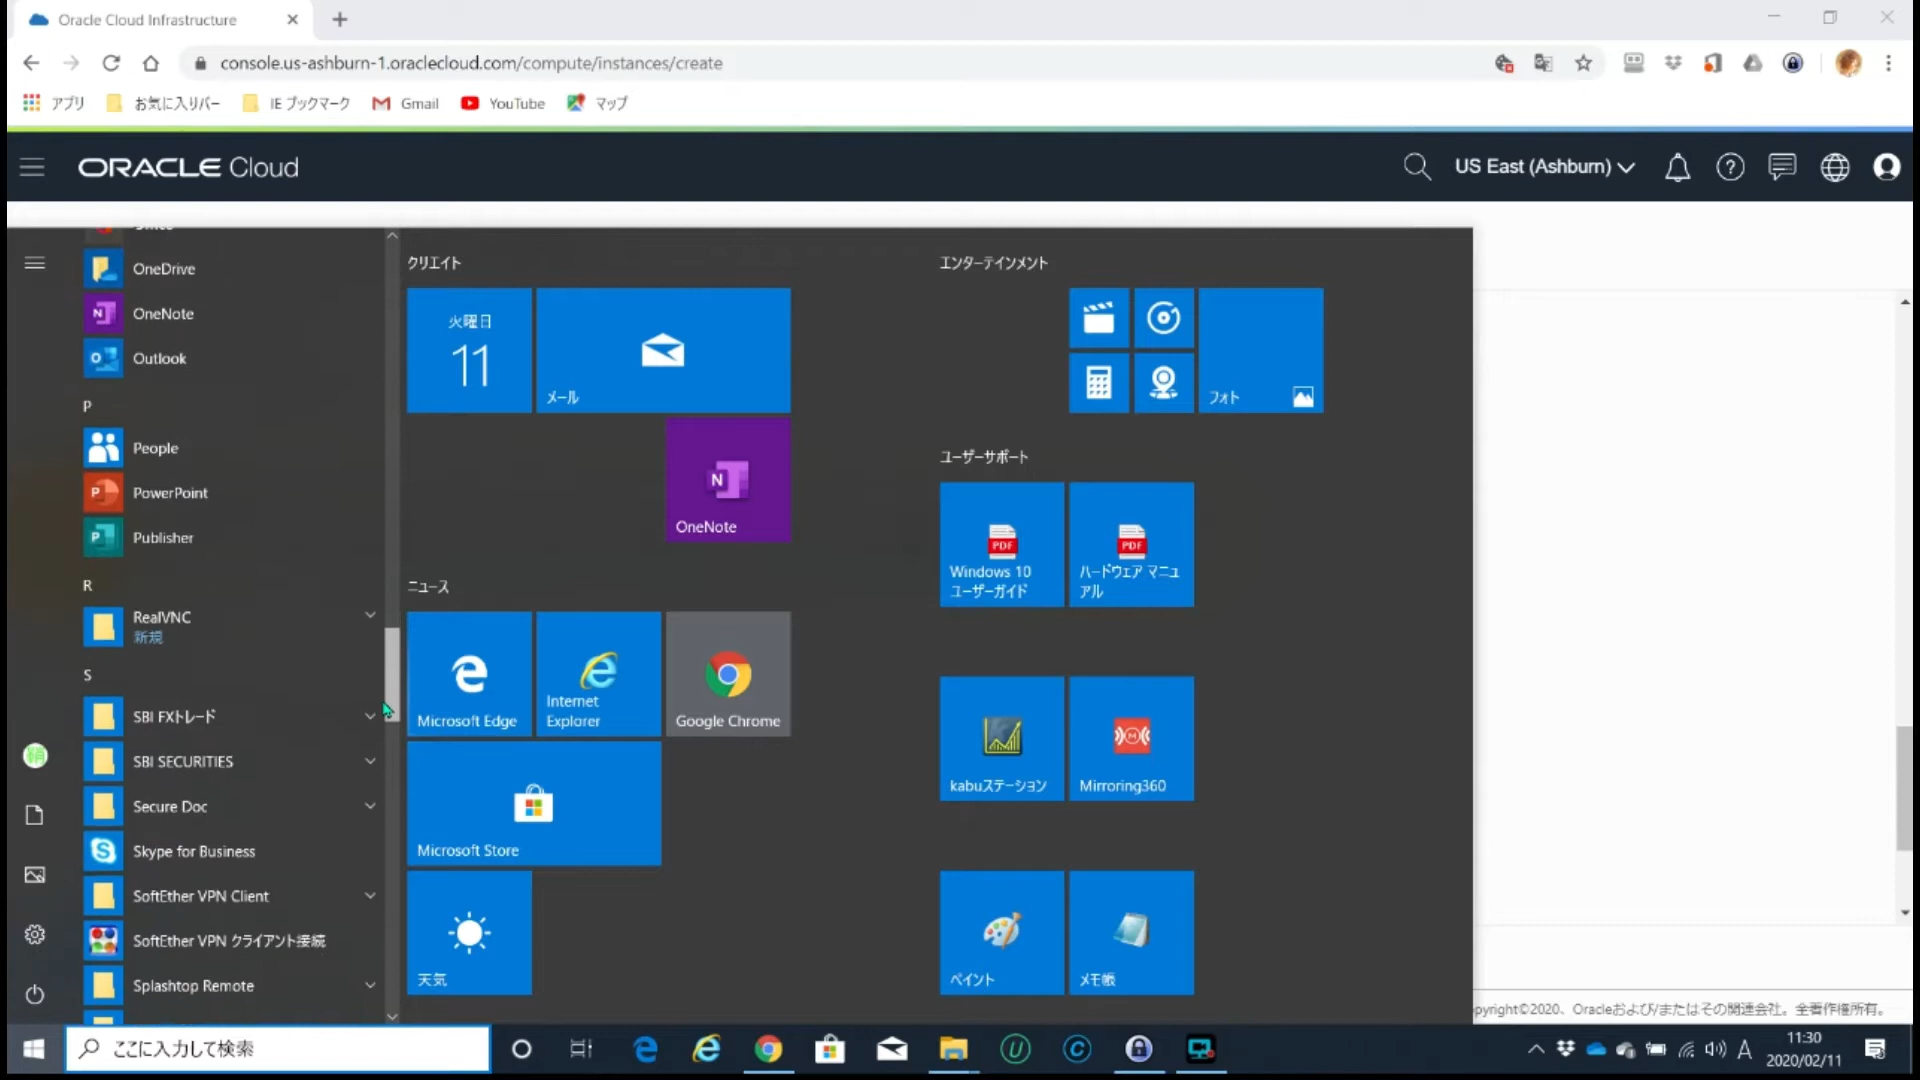 Oracle Cloud Infrastructure
console.us-ashburn-1.oraclecloud.com/compute/instances/create
アプリ
お気に入りバー
IE ブックマーク
Gmail
YouTube
マップ
ORACLE Cloud
US East (Ashburn)
OneDrive
OneNote
Outlook
P
People
PowerPoint
Publisher
R
RealVNC
新規
S
SBI FXトレード
SBI SECURITIES
Secure Doc
Skype for Business
SoftEther VPN Client
SoftEther VPN クライアント接続
Splashtop Remote
クリエイト
火曜日
11
メール
OneNote
ニュース
Microsoft Edge
Internet
Explorer
Google Chrome
Microsoft Store
天気
エンターテインメント
フォト
ユーザーサポート
PDF
Windows 10
ユーザーガイド
PDF
ハードウェア マニュ
アル
kabuステーション
Mirroring360
ペイント
メモ帳
pyright©2020、Oracleおよび/またはその関連会社。全著作権所有。
ここに入力して検索
A
11:30
2020/02/11